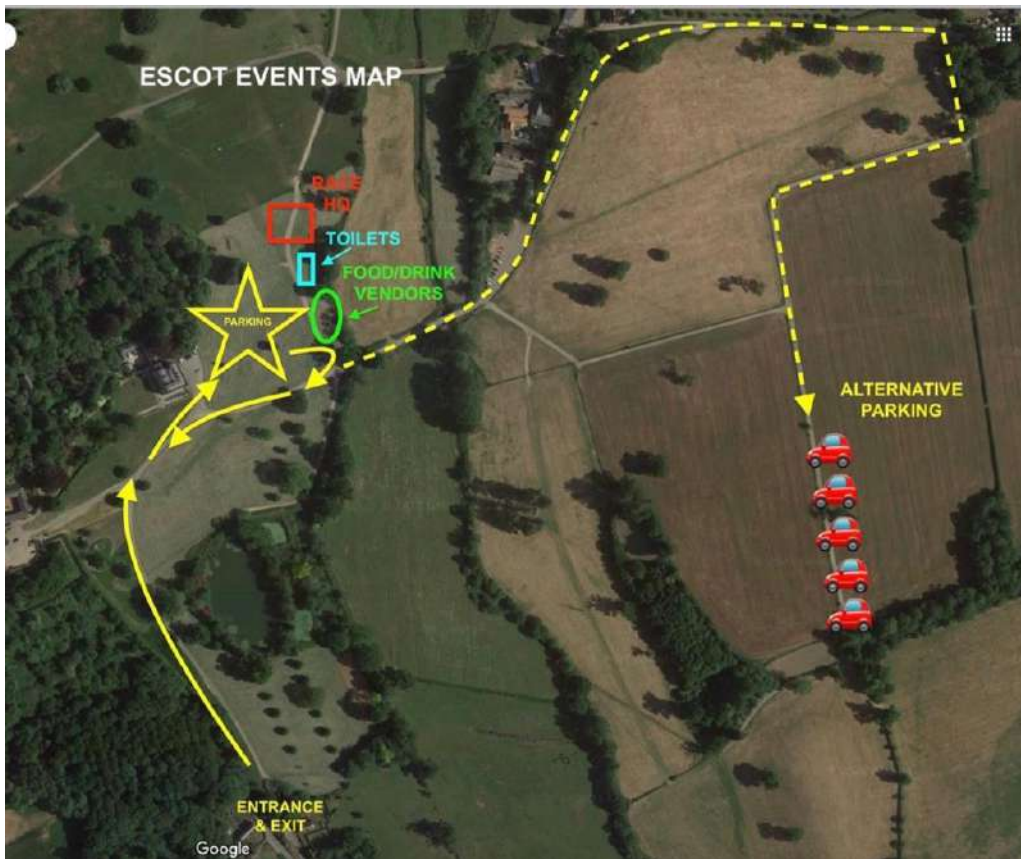 ESCOT EVENTS MAP
RACE
HQ
TOILETS
FOOD/DRINK
VENDORS
PARKING
ALTERNATIVE
PARKING
ENTRANCE
& EXIT
Google